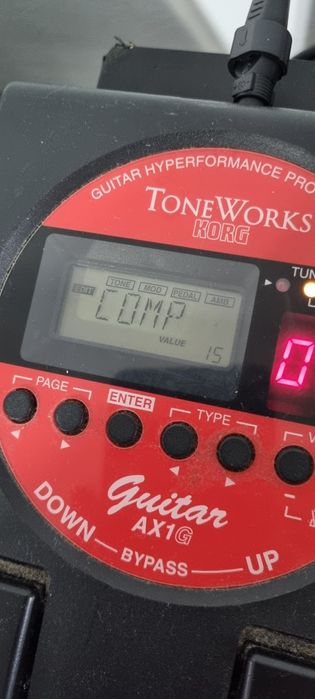 GUITAR HYPERFORMANCE PRO
TONEWORKS
KORG
TUN
EDIT
TONE MOD PEDAL AMB
COMP
VALUE 15
0
PAGE
ENTER
TYPE
V
Guitar
AX1G
DOWN
BYPASS
UP